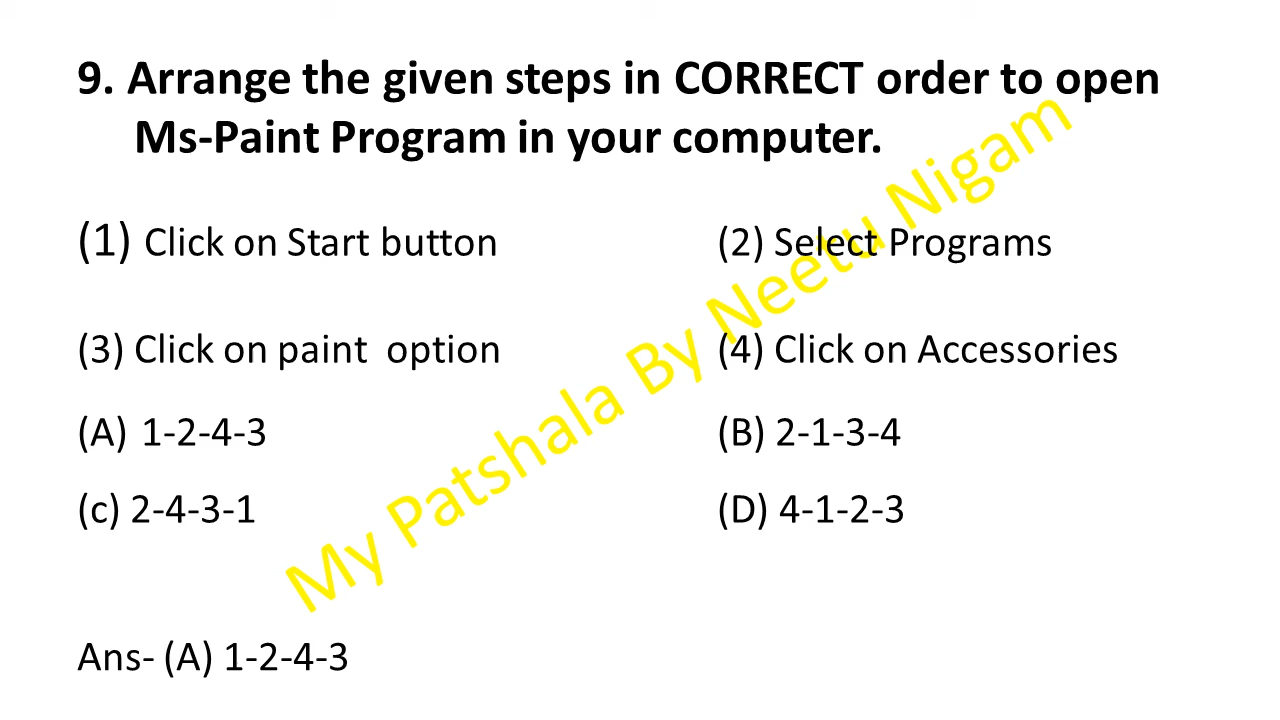 9. Arrange the given steps in CORRECT order to open
Ms-Paint Program in your computer.
(1) Click on Start button
(2) Select Programs
(3) Click on paint option
(4) Click on Accessories
(A) 1-2-4-3
(B) 2-1-3-4
(c) 2-4-3-1
(D) 4-1-2-3
My Patshala By Neetu Nigam
Ans- (A) 1-2-4-3